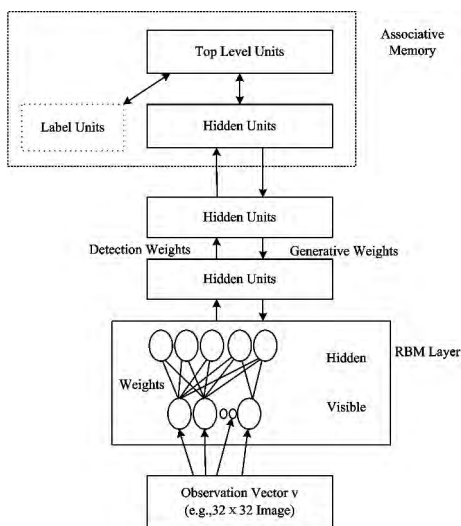 Top Level Units
Associative
Memory
Label Units
Hidden Units
Hidden Units
Detection Weights
Generative Weights
Hidden Units
Hidden
RBM Layer
Weights
Visible
Observation Vector v
(e.g.,32 x 32 Image)